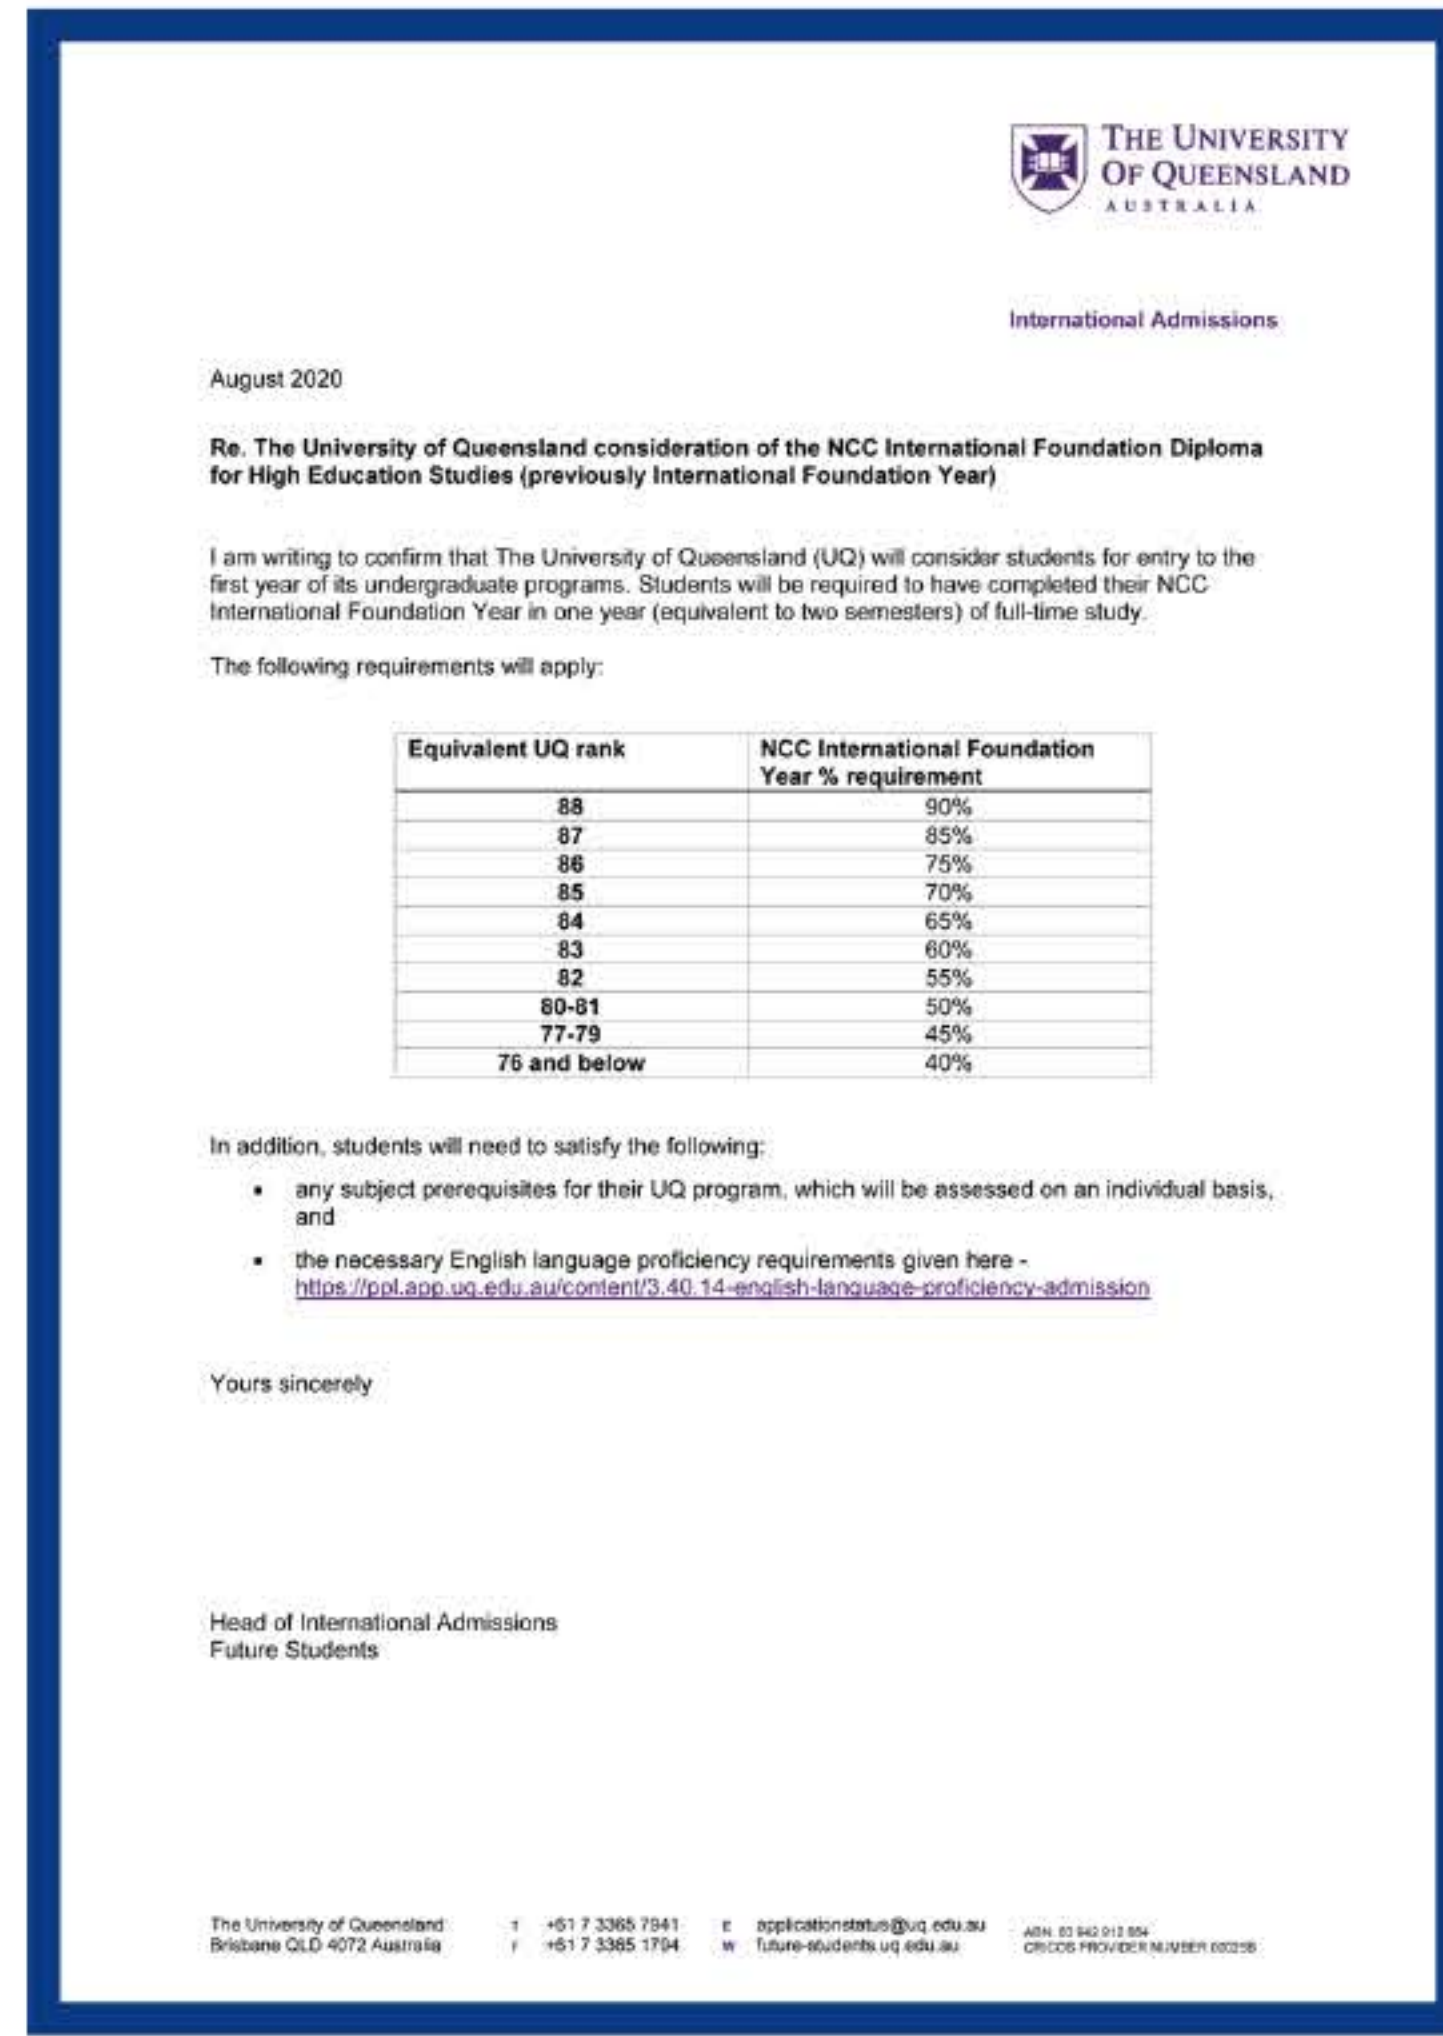 THE UNIVERSITY
OF QUEENSLAND
AUSTRALIA
International Admissions
August 2020
Re. The University of Queensland consideration of the NCC International Foundation Diploma
for High Education Studies (previously International Foundation Year)
I am writing to confirm that The University of Queensland (UQ) will consider students for entry to the
first year of its undergraduate programs. Students will be required to have completed their NCC
International Foundation Year in one year (equivalent to two semesters) of full-time study.
The following requirements will apply:
Equivalent UQ rank NCC International Foundation
Year % requirement
88 90%
87 85%
86 75%
85 70%
84 65%
83 60%
82 55%
80-81 50%
77-79 45%
76 and below 40%
In addition, students will need to satisfy the following:
▪ any subject prerequisites for their UQ program, which will be assessed on an individual basis,
and
▪ the necessary English language proficiency requirements given here -
https://ppl.app.uq.edu.au/content/3.40.14-english-language-proficiency-admission
Yours sincerely
Head of International Admissions
Future Students
The University of Queensland T +61 7 3365 7941 E applicationstatus@uq.edu.au
Brisbane QLD 4072 Australia F +61 7 3365 1794 W future-students.uq.edu.au
CRICOS PROVIDER NUMBER